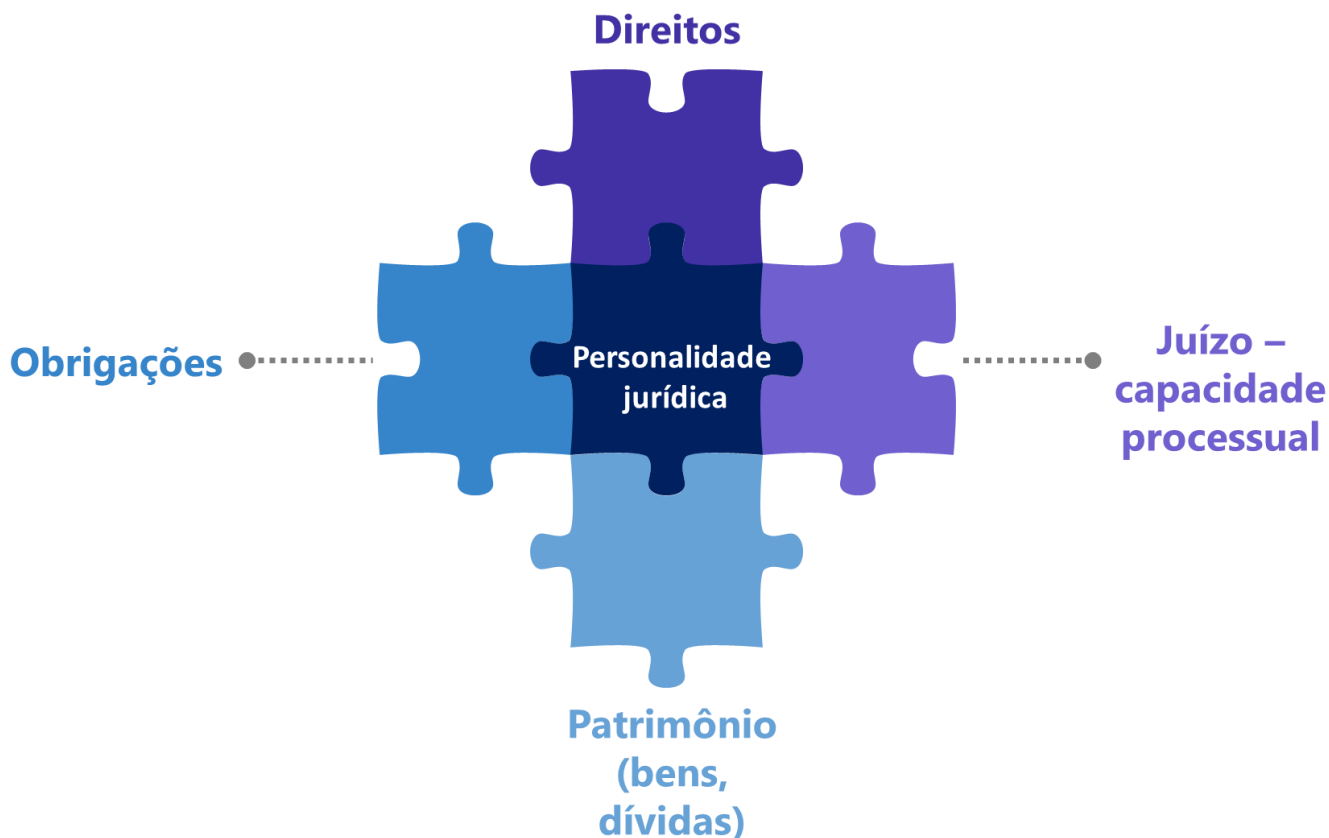 Direitos
Obrigações
Personalidade
jurídica
Juízo –
capacidade
processual
Patrimônio
(bens,
dívidas)